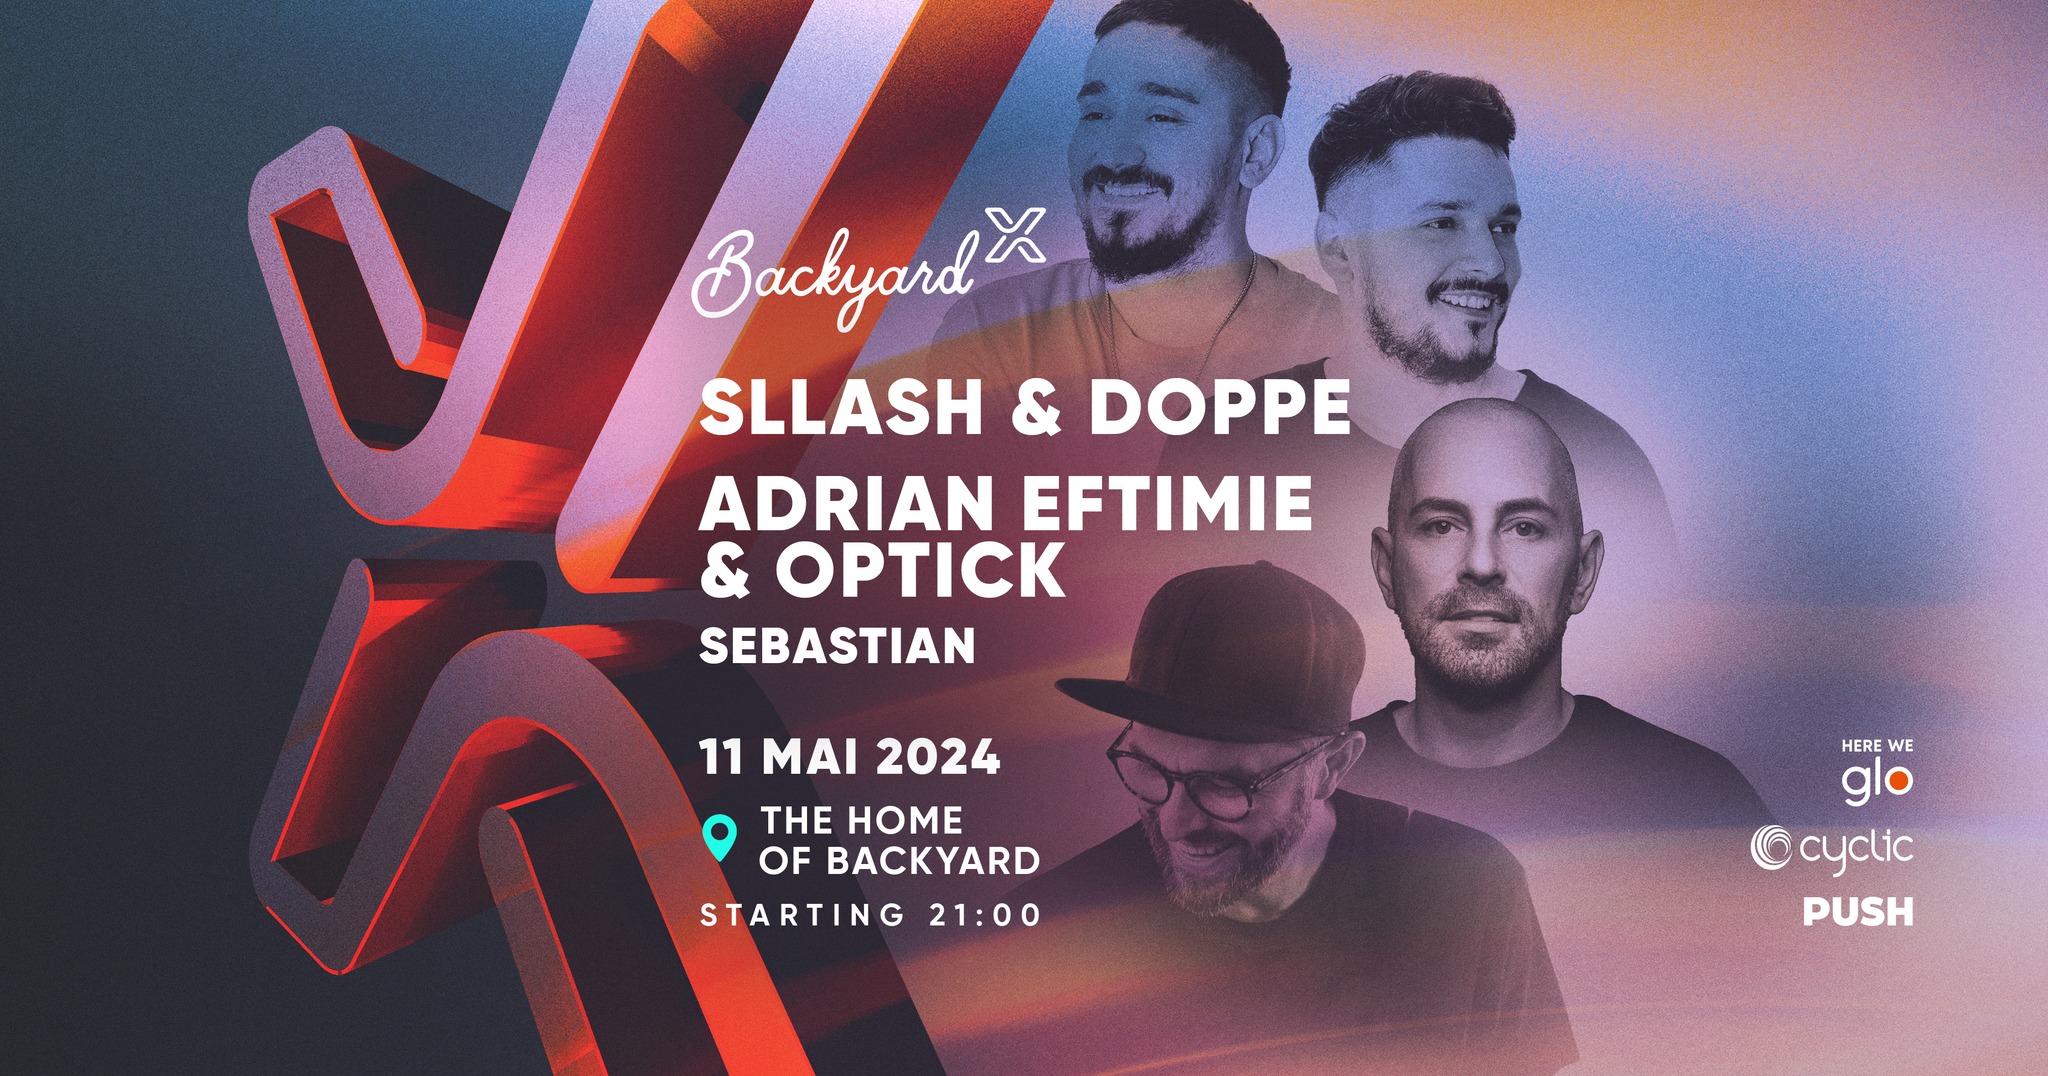 Backyard X
SLLASH & DOPPE
ADRIAN EFTIMIE
& OPTICK
SEBASTIAN
11 MAI 2024
THE HOME
OF BACKYARD
STARTING 21:00
HERE WE
glo
cyclic
PUSH